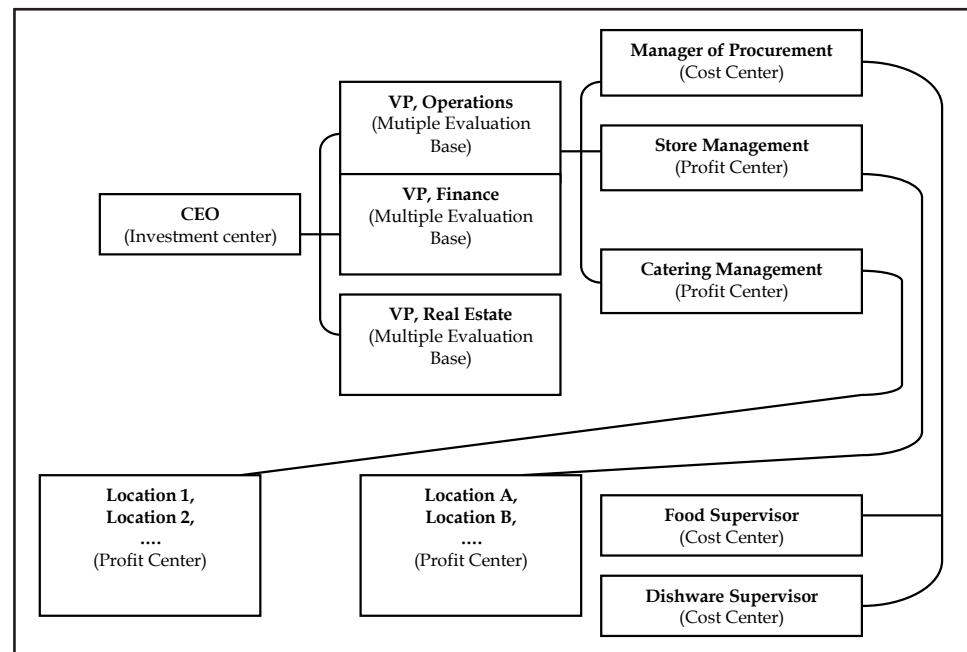 Manager of Procurement
(Cost Center)
VP, Operations
(Mutiple Evaluation
Base)
Store Management
(Profit Center)
VP, Finance
(Multiple Evaluation
Base)
CEO
(Investment center)
Catering Management
(Profit Center)
VP, Real Estate
(Multiple Evaluation
Base)
Location 1,
Location 2,
....
(Profit Center)
Location A,
Location B,
....
(Profit Center)
Food Supervisor
(Cost Center)
Dishware Supervisor
(Cost Center)